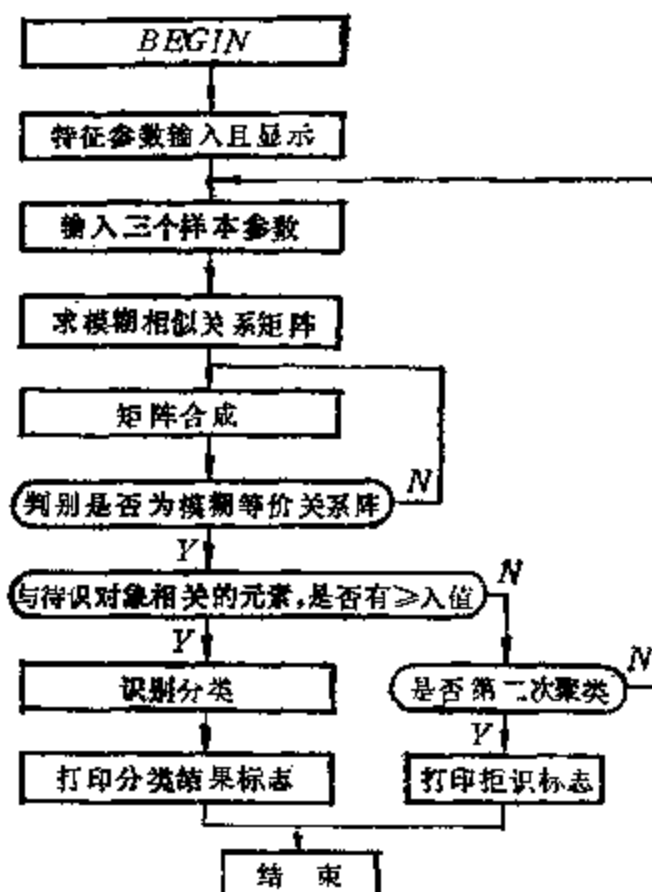 BEGIN
特征参数输入且显示
输入三个样本参数
求模糊相似关系矩阵
矩阵合成
N
判别是否为模糊等价关系阵
Y
N
与待识对象相关的元素,是否有≥入值
Y
N
识别分类
是否第二次聚类
Y
打印分类结果标志
打印拒识标志
结 束